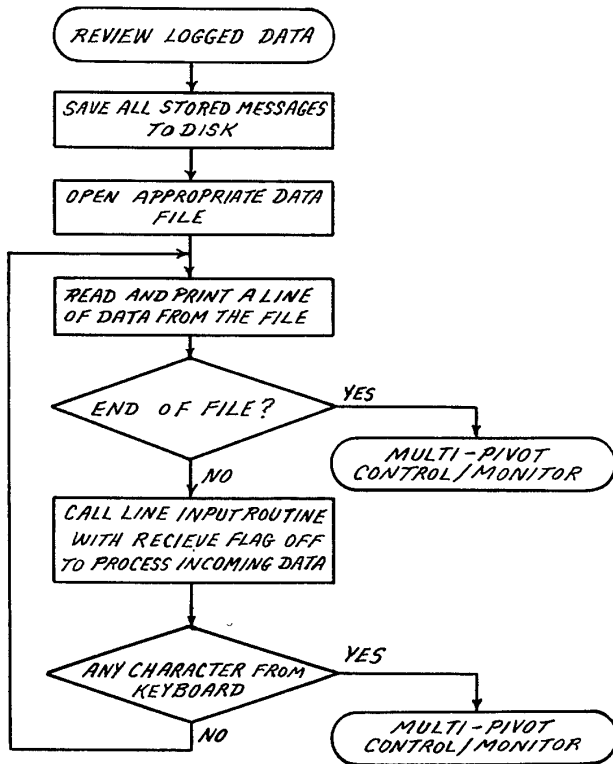 REVIEW LOGGED DATA
SAVE ALL STORED MESSAGES
TO DISK
OPEN APPROPRIATE DATA
FILE
READ AND PRINT A LINE
OF DATA FROM THE FILE
END OF FILE?
YES
MULTI-PIVOT
CONTROL/MONITOR
NO
CALL LINE INPUT ROUTINE
WITH RECIEVE FLAG OFF
TO PROCESS INCOMING DATA
ANY CHARACTER FROM
KEYBOARD
YES
MULTI-PIVOT
CONTROL/MONITOR
NO